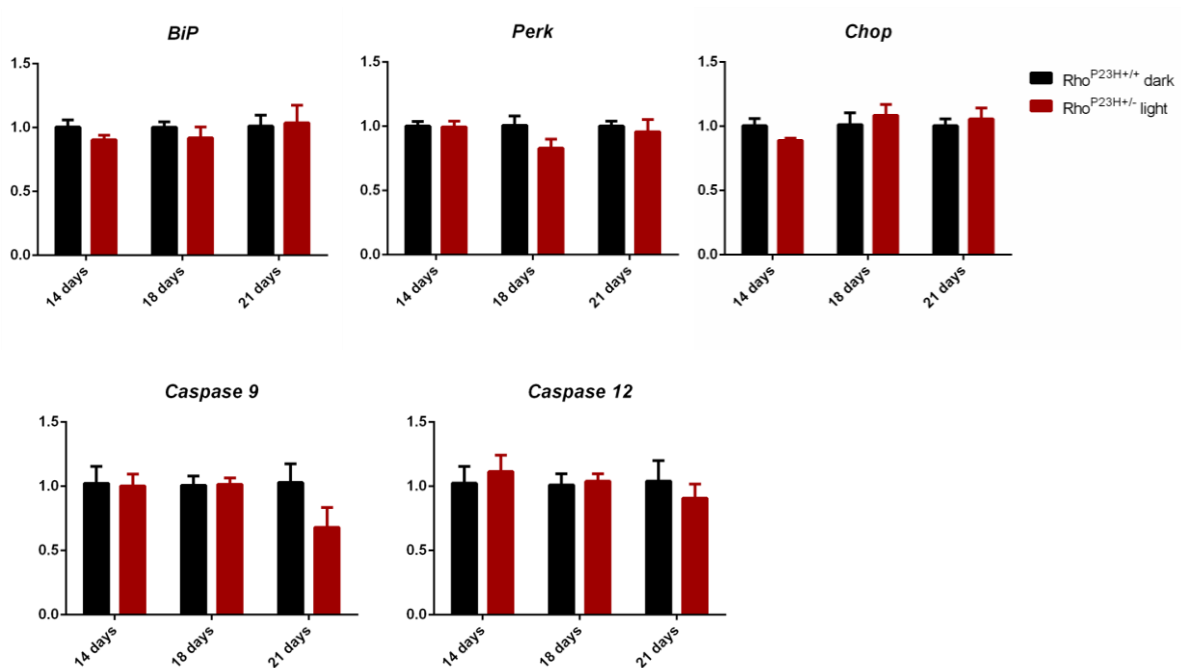 BiP
1.5
1.0
0.5
0.0
14 days
18 days
21 days
Perk
1.5
1.0
0.5
0.0
14 days
18 days
21 days
Chop
1.5
1.0
0.5
0.0
14 days
18 days
21 days
Rho^P23H+/+ dark
Rho^P23H+/- light
Caspase 9
1.5
1.0
0.5
0.0
14 days
18 days
21 days
Caspase 12
1.5
1.0
0.5
0.0
14 days
18 days
21 days